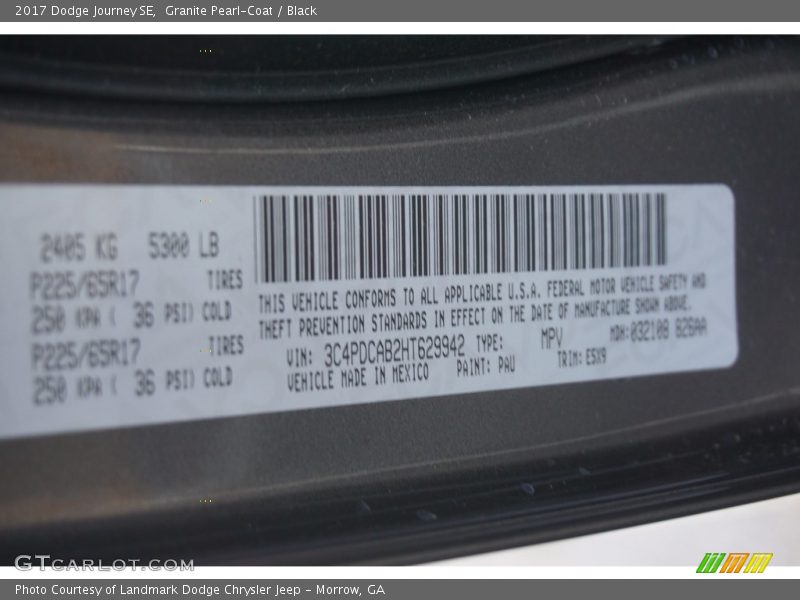 2017 Dodge Journey SE, Granite Pearl-Coat / Black
2405 KG 5300 LB
P225/65R17 TIRES
250 KPA ( 36 PSI) COLD
P225/65R17 TIRES
250 KPA ( 36 PSI) COLD
THIS VEHICLE CONFORMS TO ALL APPLICABLE U.S.A. FEDERAL MOTOR VEHICLE SAFETY AND
THEFT PREVENTION STANDARDS IN EFFECT ON THE DATE OF MANUFACTURE SHOWN ABOVE.
VIN: 3C4PDCAB2HT629942 TYPE: MPV MDH:032108 826AA
VEHICLE MADE IN MEXICO PAINT: PAU TRIM: E5X9
GTCARLOT.COM
Photo Courtesy of Landmark Dodge Chrysler Jeep - Morrow, GA